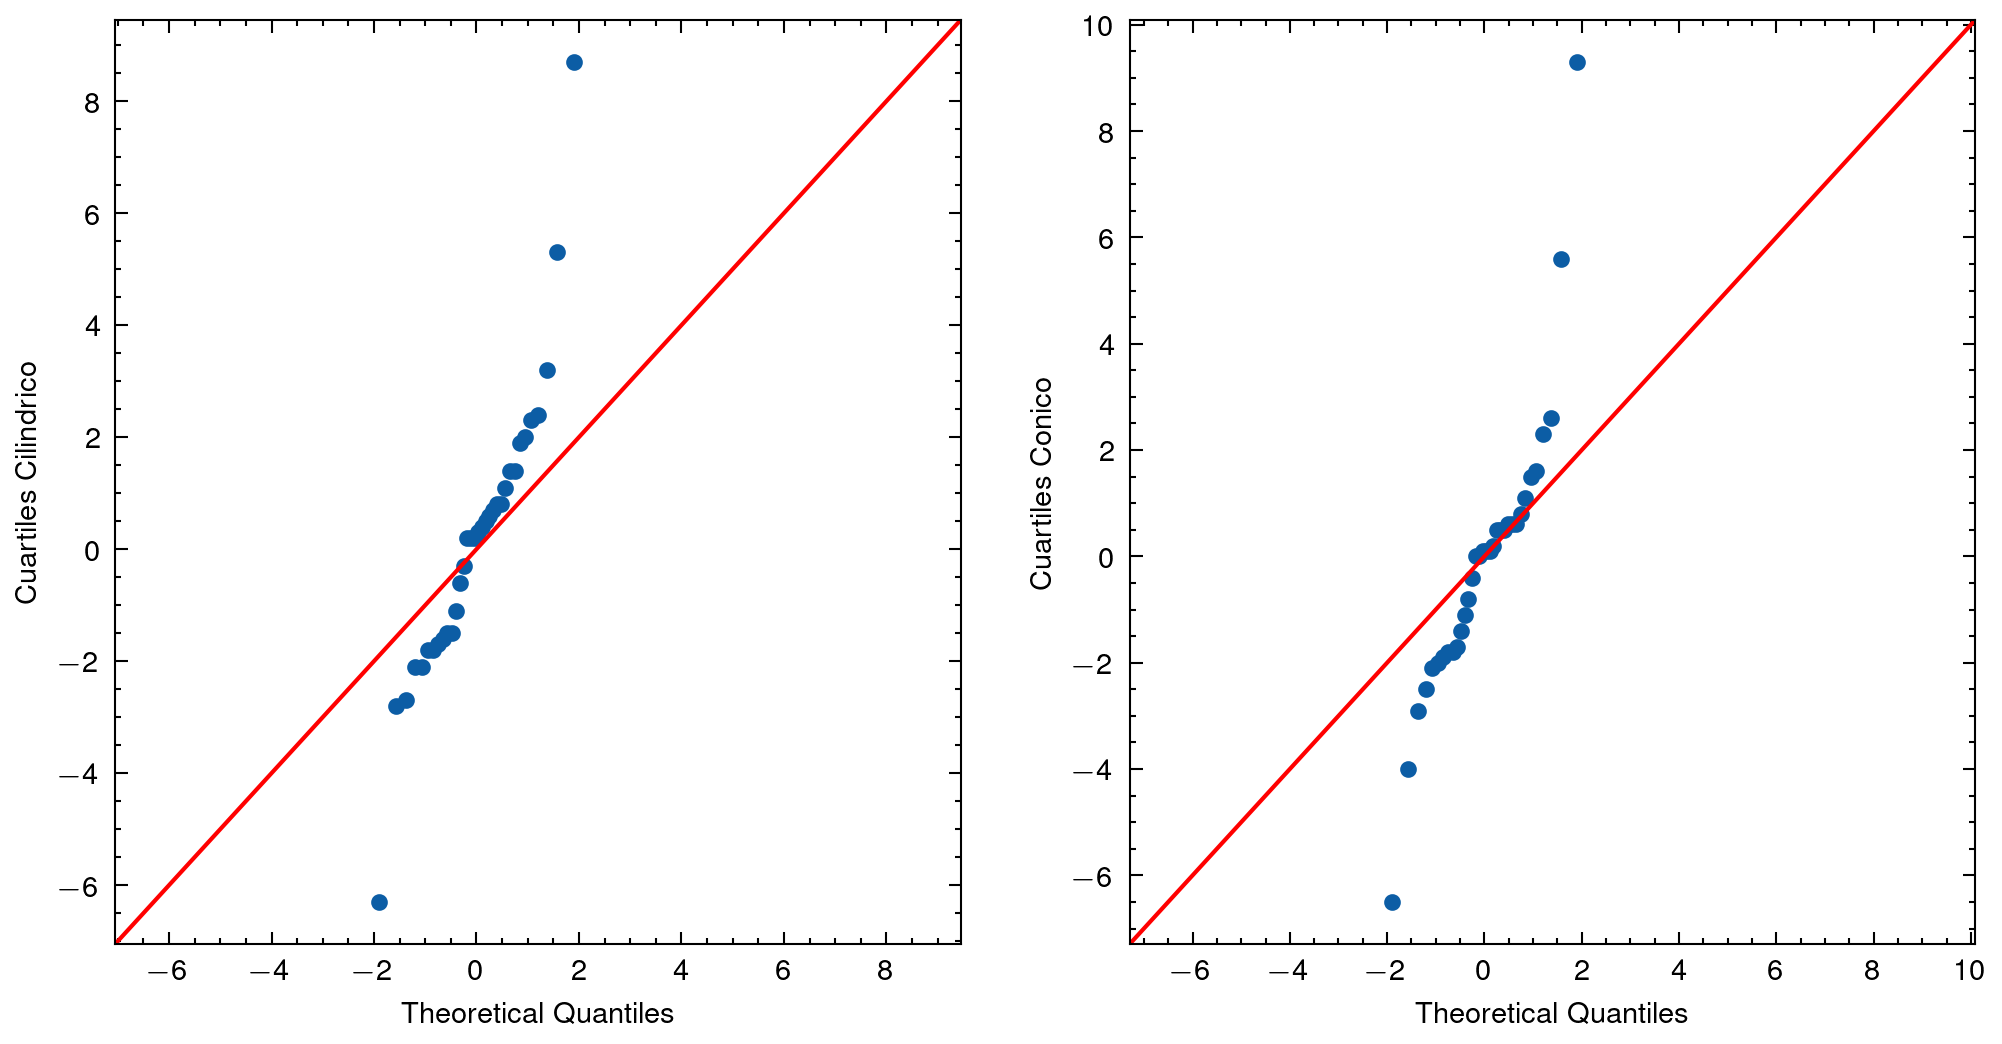 8
6
4
2
0
−2
−4
−6
Cuartiles Cilindrico
−6 −4 −2 0 2 4 6 8
Theoretical Quantiles
10
8
6
4
2
0
−2
−4
−6
Cuartiles Conico
−6 −4 −2 0 2 4 6 8 10
Theoretical Quantiles